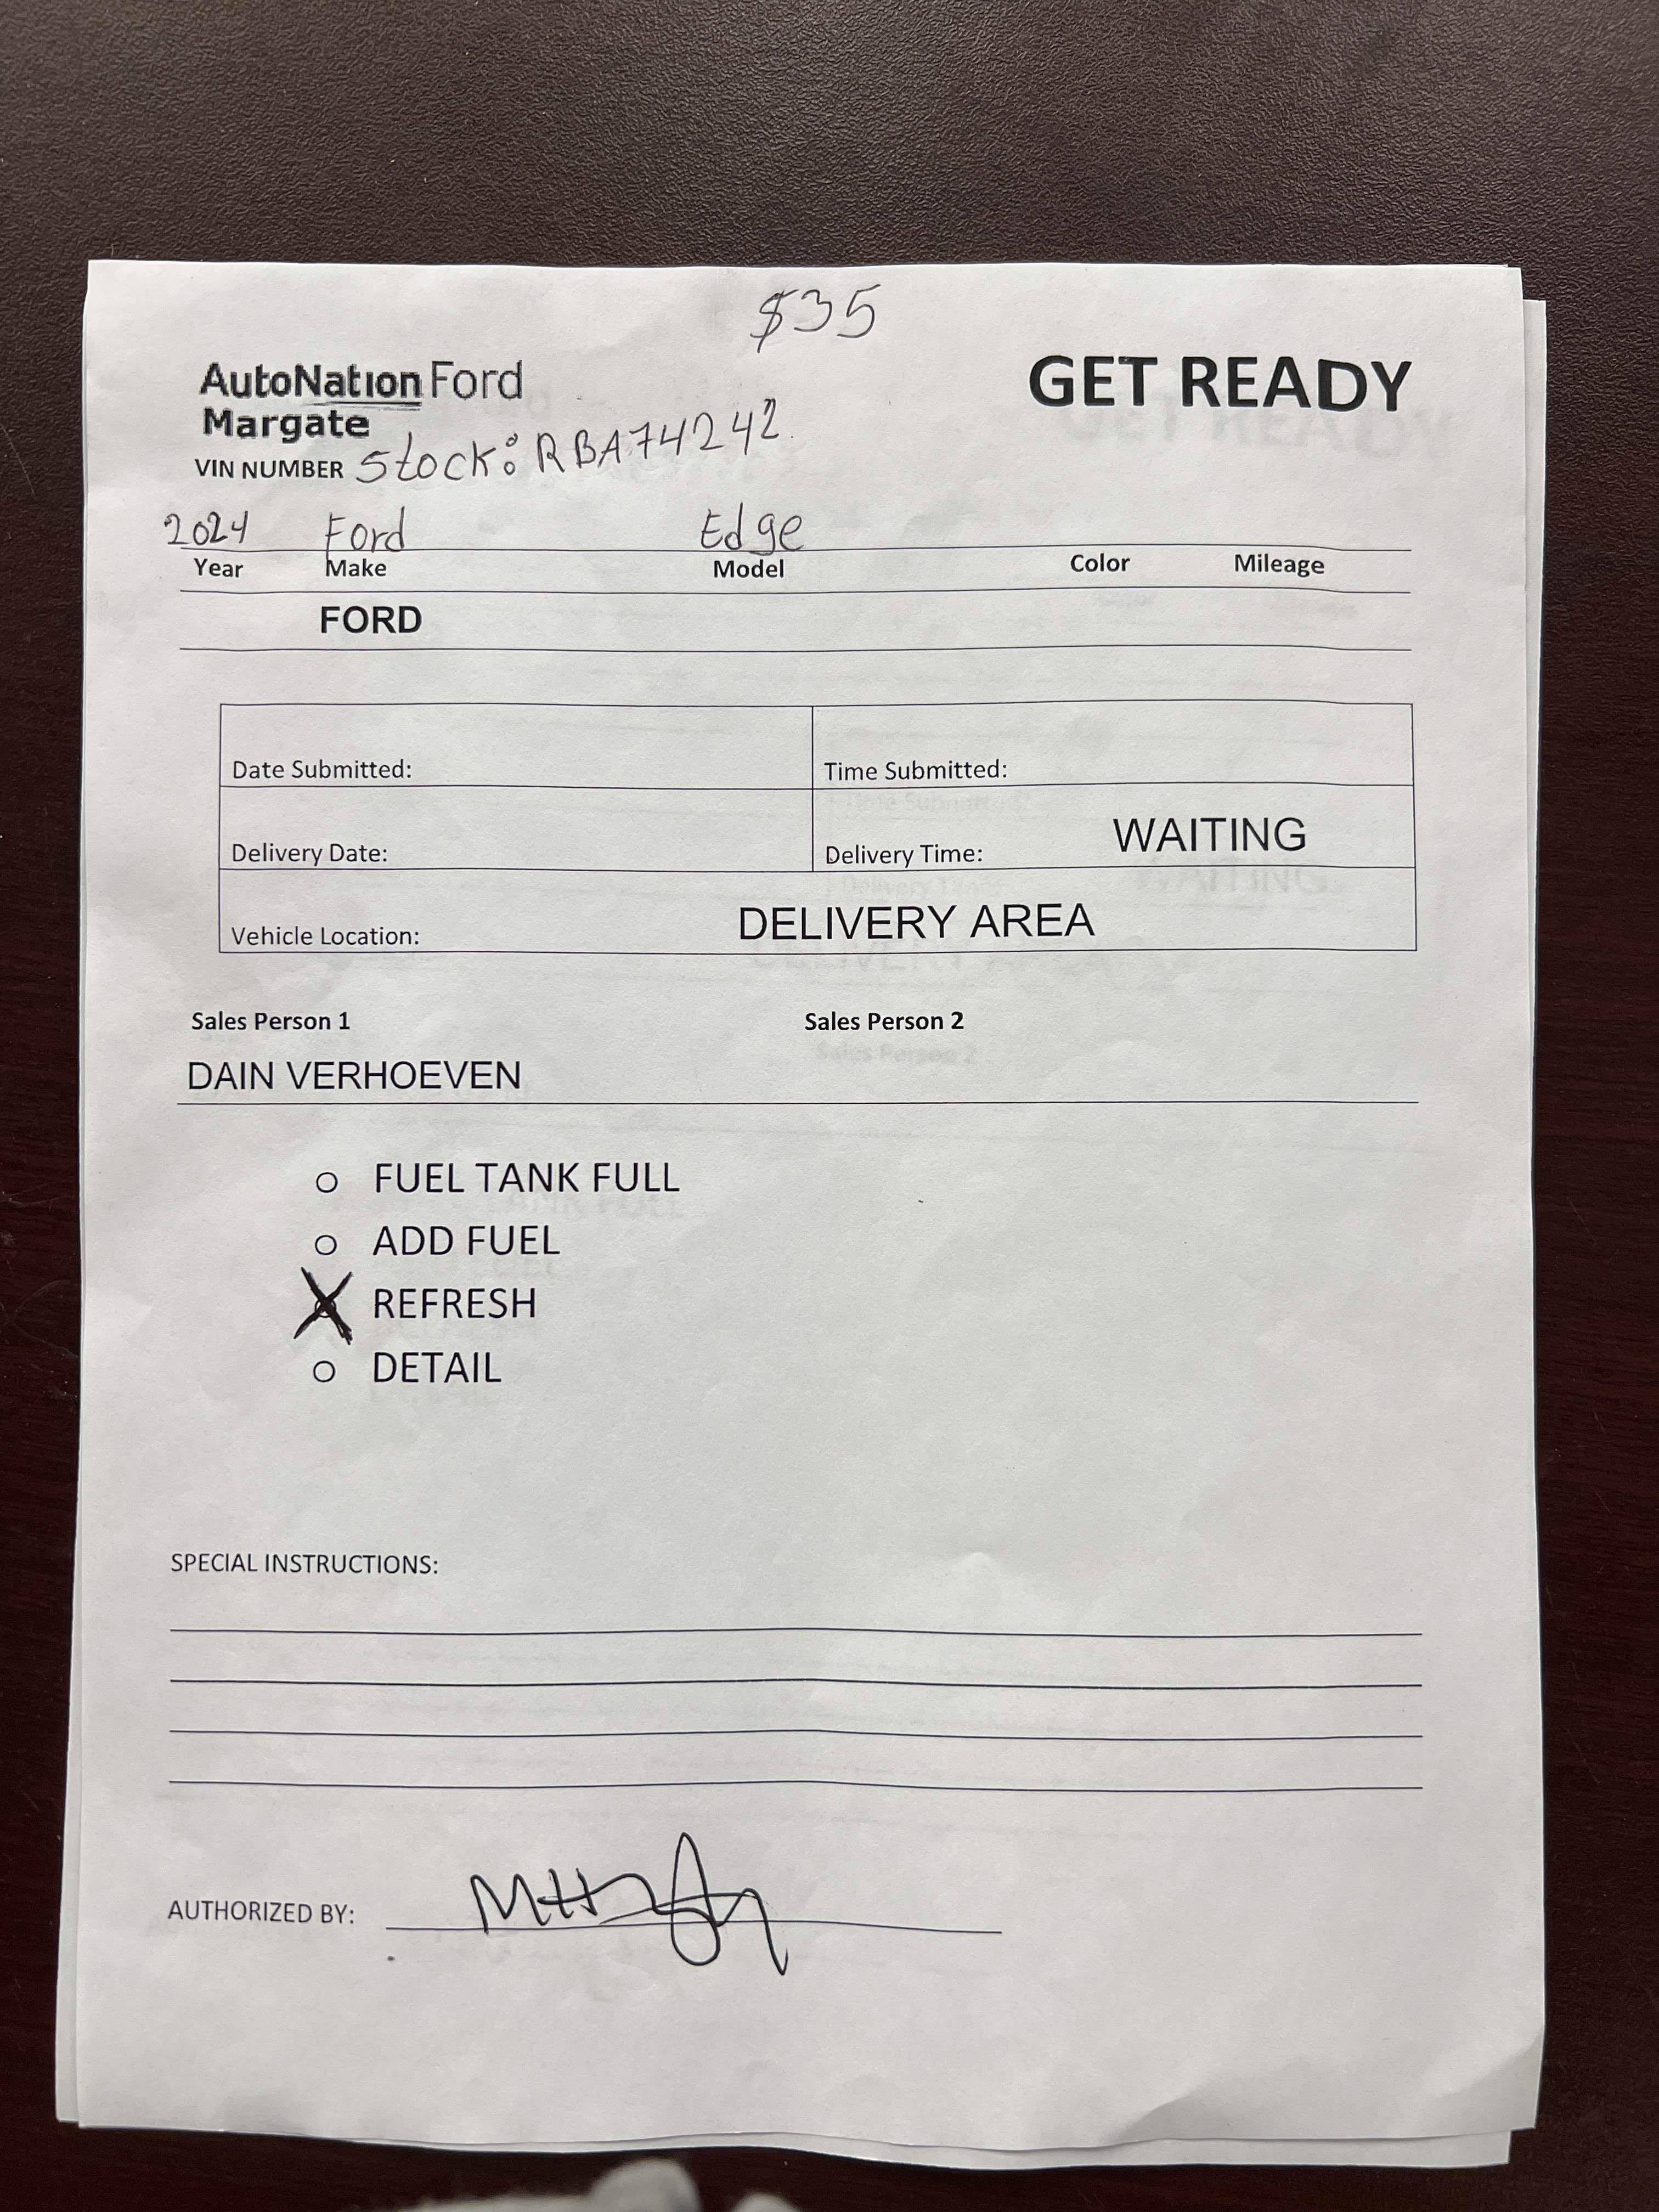 $35
AutoNation Ford
Margate
GET READY
VIN NUMBER Stock: RBA74242
2024 Ford Edge
Year Make Model Color Mileage
FORD
Date Submitted: Time Submitted:
Delivery Date: Delivery Time: WAITING
Vehicle Location: DELIVERY AREA
Sales Person 1 Sales Person 2
DAIN VERHOEVEN
FUEL TANK FULL
ADD FUEL
X REFRESH
DETAIL
SPECIAL INSTRUCTIONS:
AUTHORIZED BY: